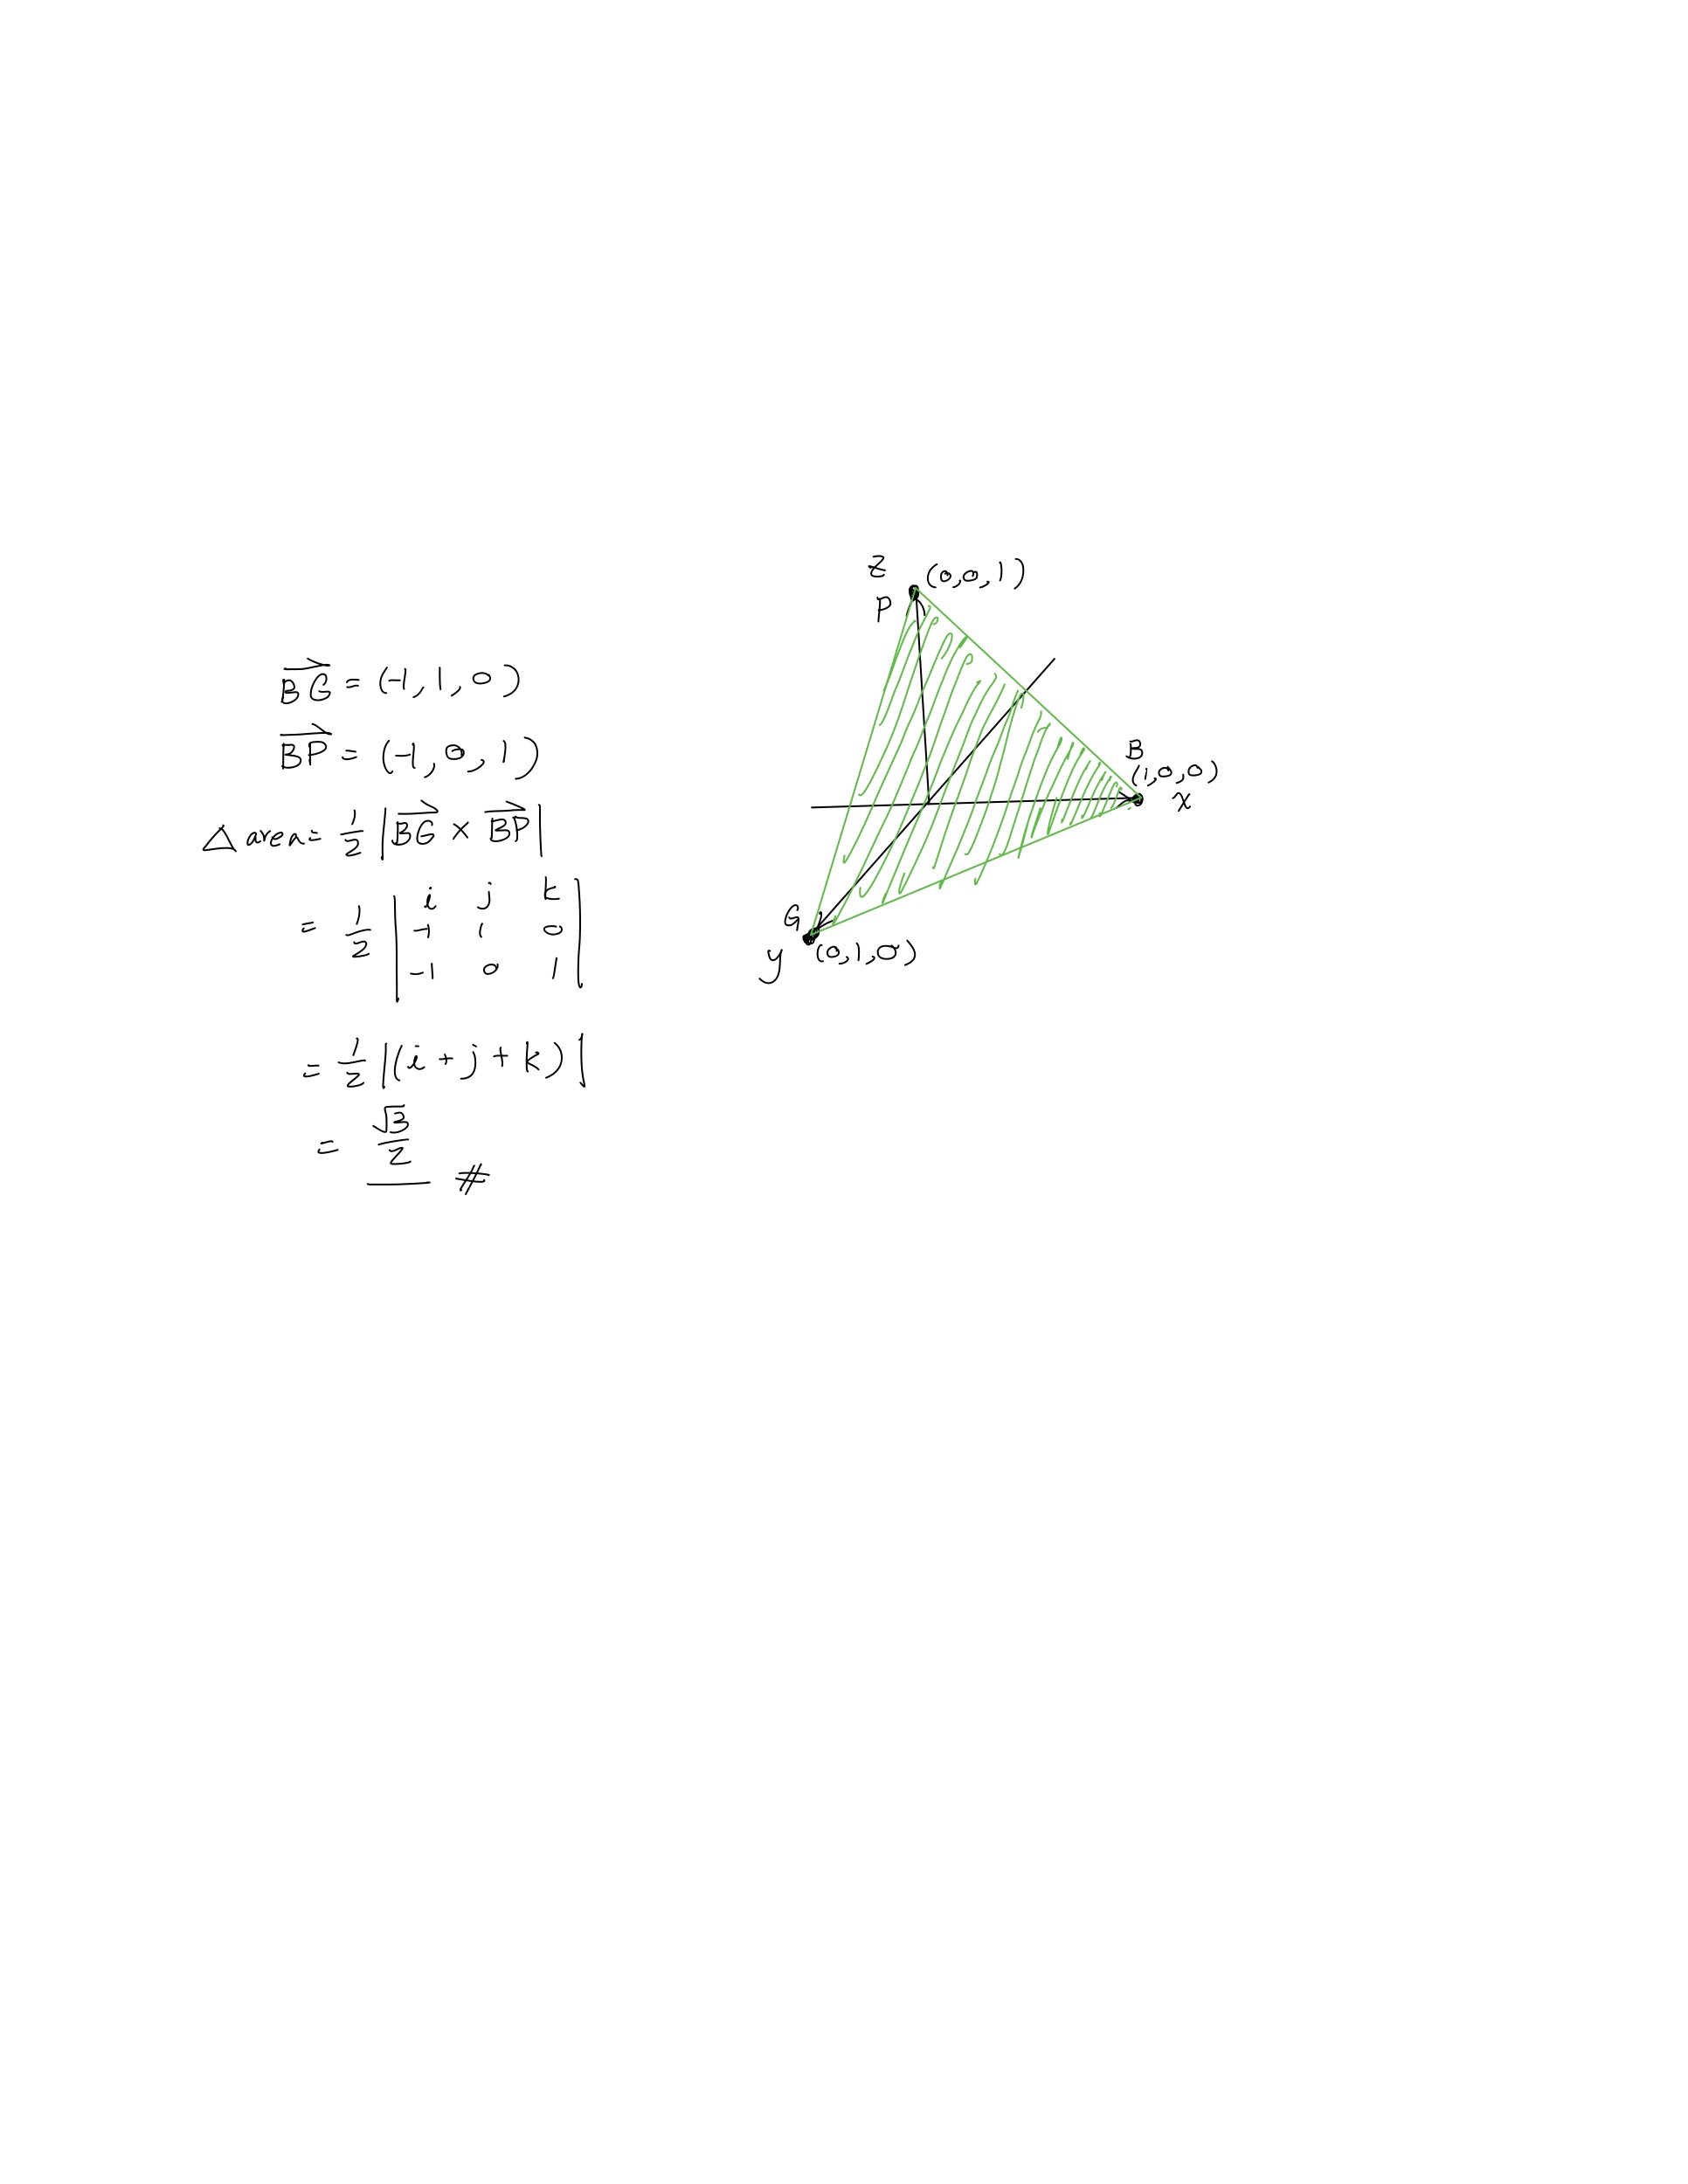 BG = (-1, 1, 0)
BP = (-1, 0, 1)
△ area = 1/2 |BG × BP|
= 1/2 | i j k
-1 1 0
-1 0 1 |
= 1/2 |(i + j + k)|
= √3/2 #
z (0,0,1)
P
B
(1,0,0)
x
G
y (0,1,0)